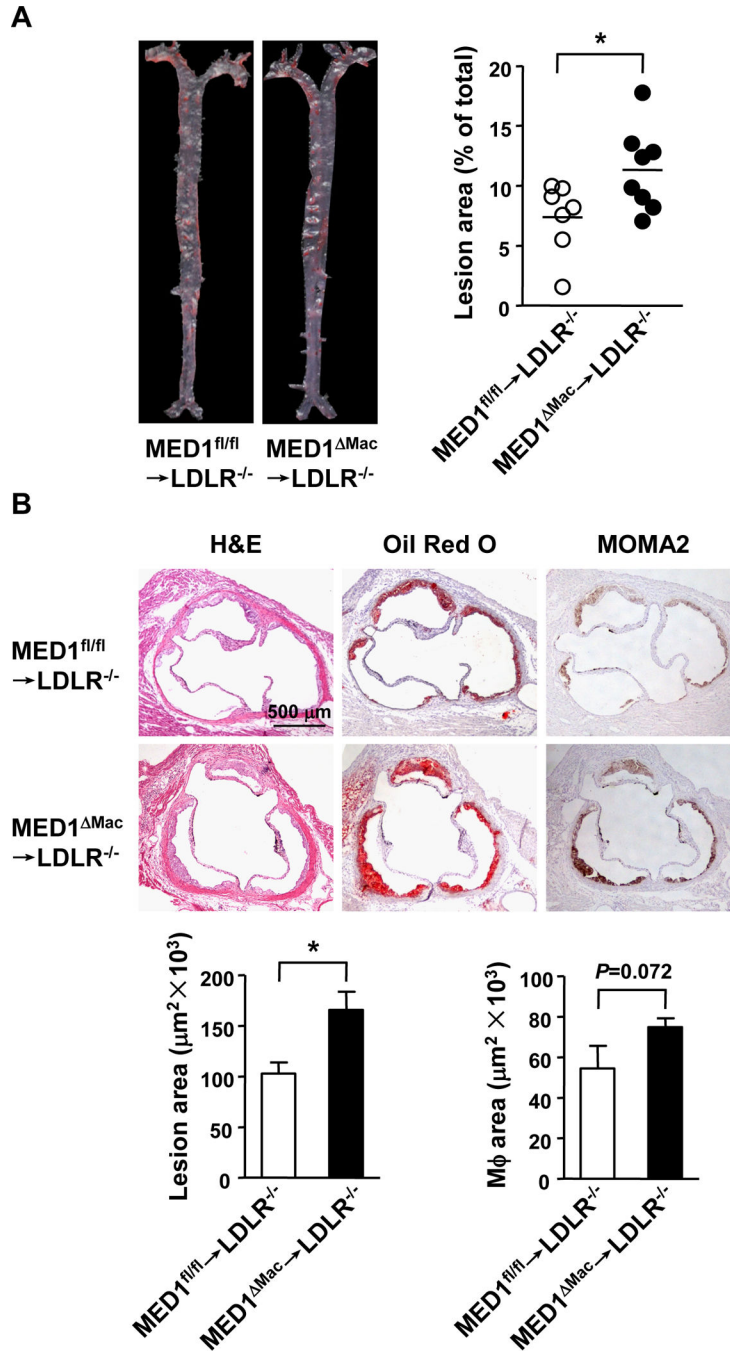 A
MED1fl/fl
→LDLR-/-
MED1ΔMac
→LDLR-/-
*
Lesion area (% of total)
20
15
10
5
0
MED1fl/fl→LDLR-/-
MED1ΔMac→LDLR-/-
B
H&E
Oil Red O
MOMA2
MED1fl/fl
→LDLR-/-
500 μm
MED1ΔMac
→LDLR-/-
*
Lesion area (μm2×103)
200
150
100
50
0
MED1fl/fl→LDLR-/-
MED1ΔMac→LDLR-/-
P=0.072
Mϕ area (μm2 ×103)
100
80
60
40
20
0
MED1fl/fl→LDLR-/-
MED1ΔMac→LDLR-/-